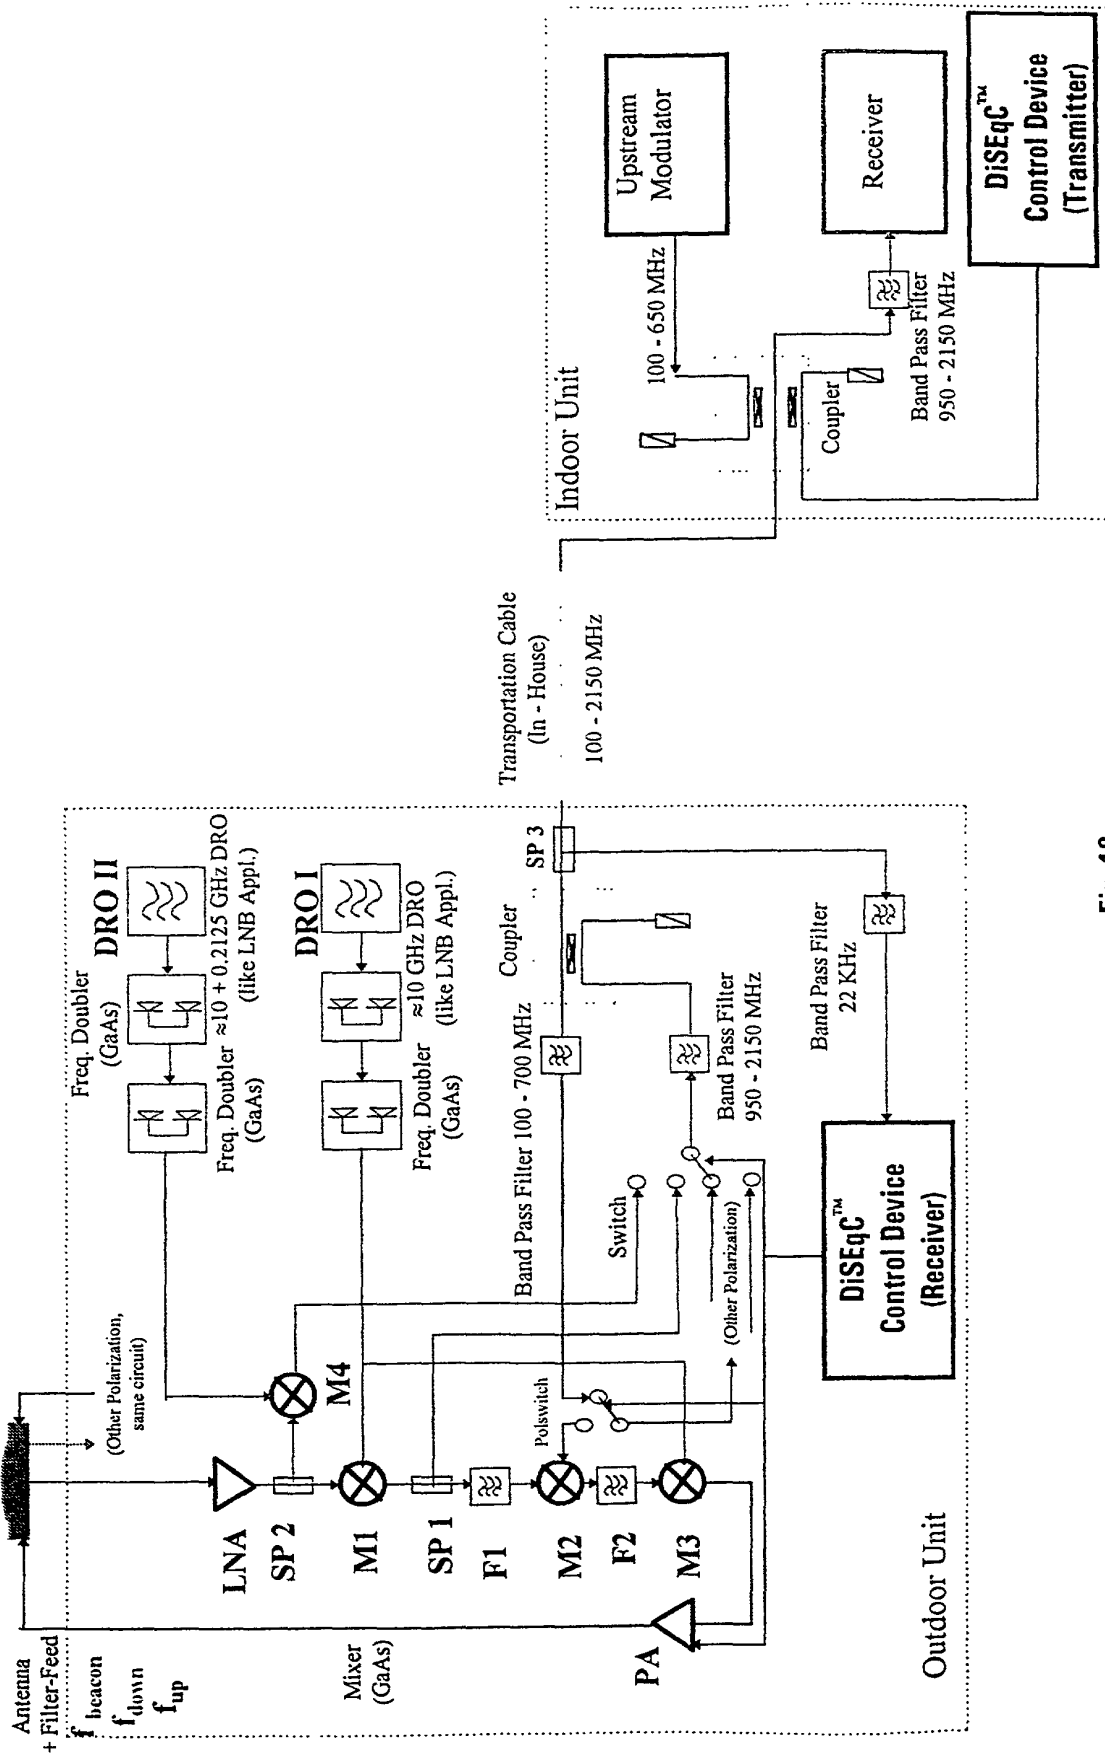 Antenna
+ Filter-Feed
f beacon
f down
f up
(Other Polarization,
same circuit)
LNA
SP 2
M4
M1
Mixer
(GaAs)
SP 1
F1
M2
F2
M3
PA
Freq. Doubler
(GaAs)
DRO II
Freq. Doubler
(GaAs)
≈10 + 0.2125 GHz DRO
(like LNB Appl.)
DRO I
Freq. Doubler
(GaAs)
≈10 GHz DRO
(like LNB Appl.)
Polswitch
Switch
(Other Polarization)
Band Pass Filter 100 - 700 MHz
Coupler
SP 3
Band Pass Filter
950 - 2150 MHz
Band Pass Filter
22 KHz
DiSEqC™
Control Device
(Receiver)
Outdoor Unit
Transportation Cable
(In - House)
100 - 2150 MHz
Indoor Unit
100 - 650 MHz
Upstream
Modulator
Coupler
Band Pass Filter
950 - 2150 MHz
Receiver
DiSEqC™
Control Device
(Transmitter)